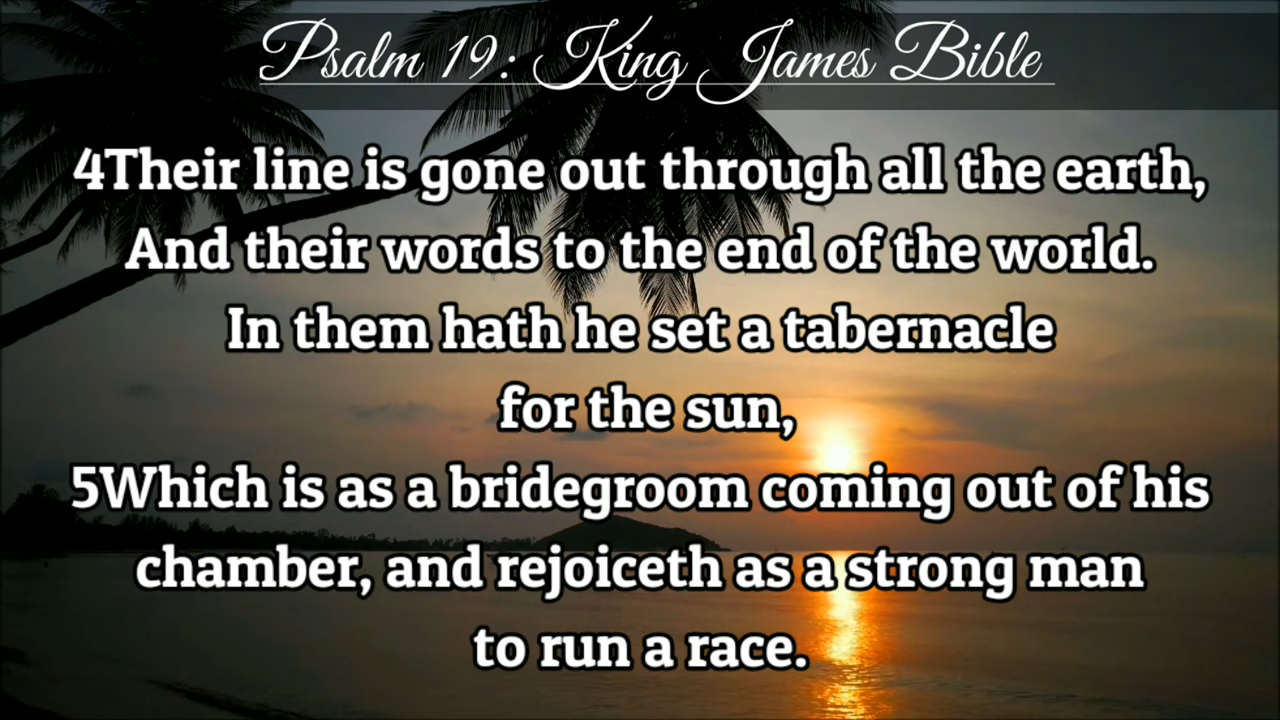 Psalm 19: King James Bible
4Their line is gone out through all the earth,
And their words to the end of the world.
In them hath he set a tabernacle
for the sun,
5Which is as a bridegroom coming out of his
chamber, and rejoiceth as a strong man
to run a race.